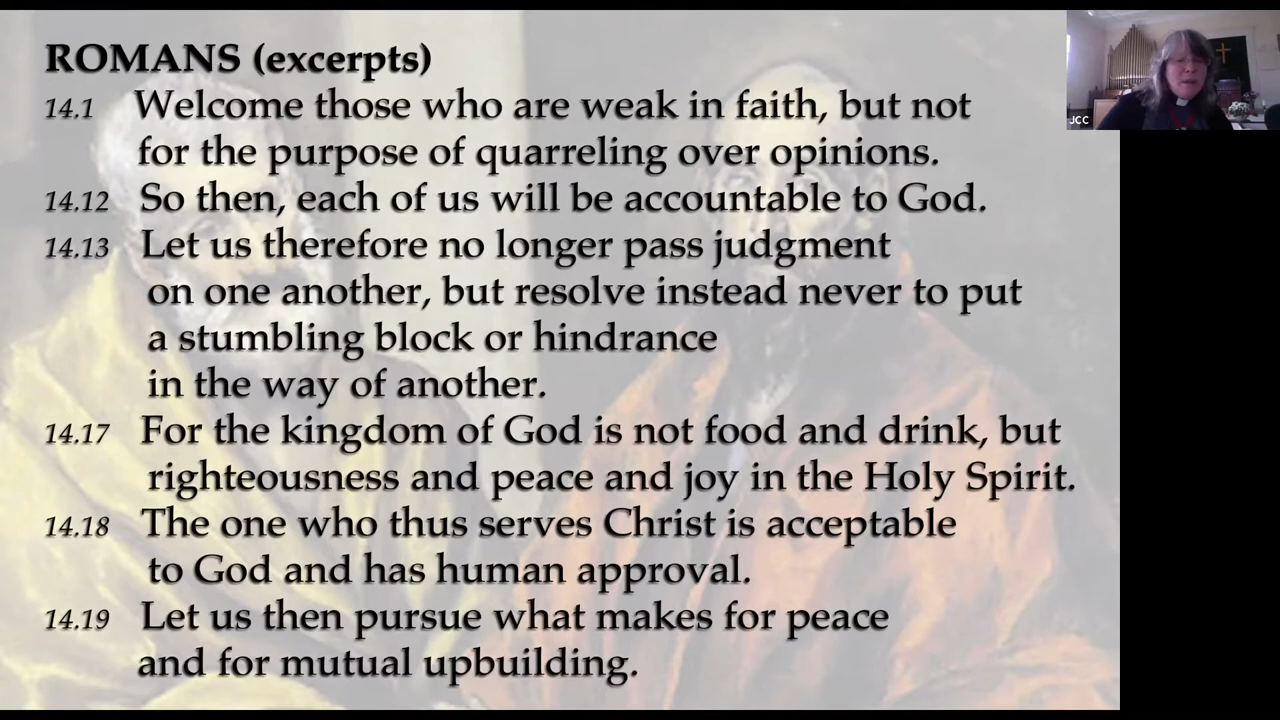 ROMANS (excerpts)
14.1 Welcome those who are weak in faith, but not
for the purpose of quarreling over opinions.
14.12 So then, each of us will be accountable to God.
14.13 Let us therefore no longer pass judgment
on one another, but resolve instead never to put
a stumbling block or hindrance
in the way of another.
14.17 For the kingdom of God is not food and drink, but
righteousness and peace and joy in the Holy Spirit.
14.18 The one who thus serves Christ is acceptable
to God and has human approval.
14.19 Let us then pursue what makes for peace
and for mutual upbuilding.
JCC